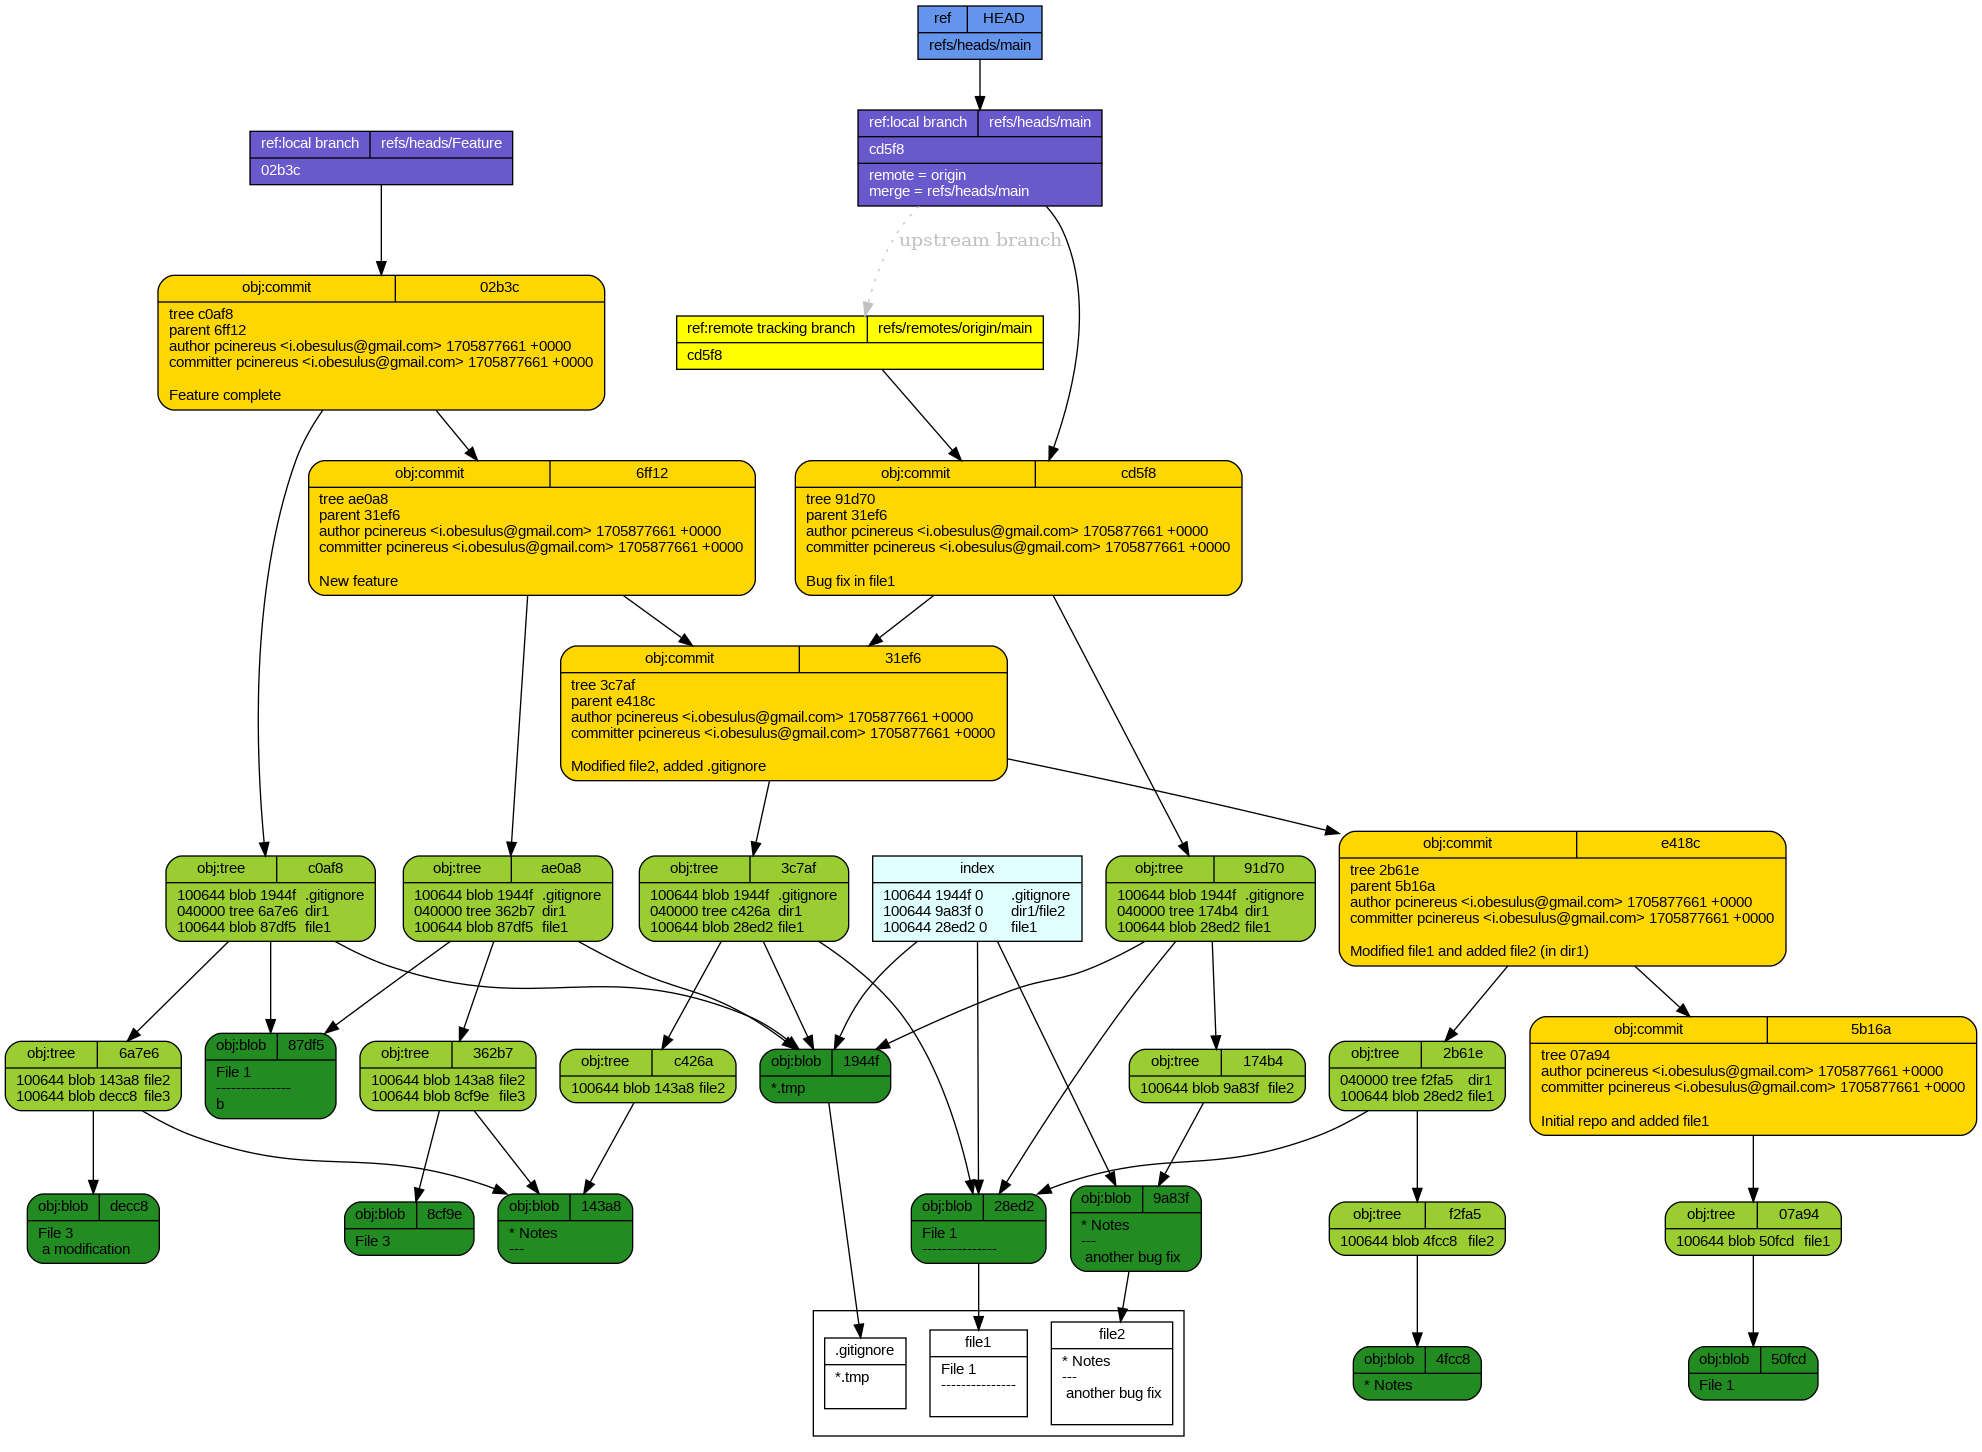 ref HEAD
refs/heads/main
ref:local branch refs/heads/main
cd5f8
remote = origin
merge = refs/heads/main
ref:local branch refs/heads/Feature
02b3c
upstream branch
obj:commit 02b3c
tree c0af8
parent 6ff12
author pcinereus <i.obesulus@gmail.com> 1705877661 +0000
committer pcinereus <i.obesulus@gmail.com> 1705877661 +0000
Feature complete
ref:remote tracking branch refs/remotes/origin/main
cd5f8
obj:commit 6ff12
tree ae0a8
parent 31ef6
author pcinereus <i.obesulus@gmail.com> 1705877661 +0000
committer pcinereus <i.obesulus@gmail.com> 1705877661 +0000
New feature
obj:commit cd5f8
tree 91d70
parent 31ef6
author pcinereus <i.obesulus@gmail.com> 1705877661 +0000
committer pcinereus <i.obesulus@gmail.com> 1705877661 +0000
Bug fix in file1
obj:commit 31ef6
tree 3c7af
parent e418c
author pcinereus <i.obesulus@gmail.com> 1705877661 +0000
committer pcinereus <i.obesulus@gmail.com> 1705877661 +0000
Modified file2, added .gitignore
obj:commit e418c
tree 2b61e
parent 5b16a
author pcinereus <i.obesulus@gmail.com> 1705877661 +0000
committer pcinereus <i.obesulus@gmail.com> 1705877661 +0000
Modified file1 and added file2 (in dir1)
obj:tree c0af8
100644 blob 1944f .gitignore
040000 tree 6a7e6 dir1
100644 blob 87df5 file1
obj:tree ae0a8
100644 blob 1944f .gitignore
040000 tree 362b7 dir1
100644 blob 87df5 file1
obj:tree 3c7af
100644 blob 1944f .gitignore
040000 tree c426a dir1
100644 blob 28ed2 file1
index
100644 1944f 0 .gitignore
100644 9a83f 0 dir1/file2
100644 28ed2 0 file1
obj:tree 91d70
100644 blob 1944f .gitignore
040000 tree 174b4 dir1
100644 blob 28ed2 file1
obj:tree 6a7e6
100644 blob 143a8 file2
100644 blob decc8 file3
obj:blob 87df5
File 1
---------------
b
obj:tree 362b7
100644 blob 143a8 file2
100644 blob 8cf9e file3
obj:tree c426a
100644 blob 143a8 file2
obj:blob 1944f
*.tmp
obj:tree 174b4
100644 blob 9a83f file2
obj:tree 2b61e
040000 tree f2fa5 dir1
100644 blob 28ed2 file1
obj:commit 5b16a
tree 07a94
author pcinereus <i.obesulus@gmail.com> 1705877661 +0000
committer pcinereus <i.obesulus@gmail.com> 1705877661 +0000
Initial repo and added file1
obj:blob decc8
File 3
a modification
obj:blob 8cf9e
File 3
obj:blob 143a8
* Notes
---
obj:blob 28ed2
File 1
---------------
obj:blob 9a83f
* Notes
---
another bug fix
obj:tree f2fa5
100644 blob 4fcc8 file2
obj:tree 07a94
100644 blob 50fcd file1
.gitignore
*.tmp
file1
File 1
---------------
file2
* Notes
---
another bug fix
obj:blob 4fcc8
* Notes
obj:blob 50fcd
File 1